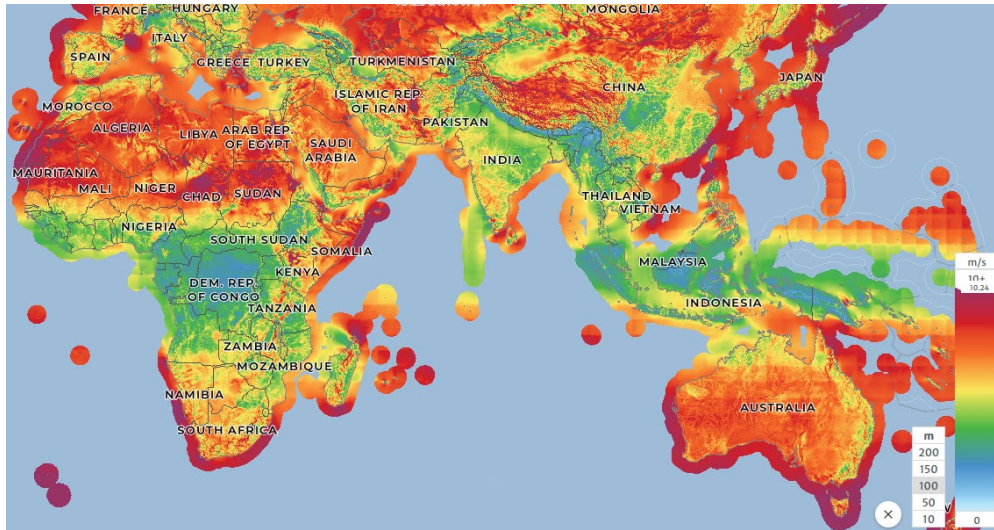 FRANCE
HUNGARY
MONGOLIA
ITALY
SPAIN
GREECE
TURKEY
TURKMENISTAN
CHINA
JAPAN
ISLAMIC REP.
OF IRAN
MOROCCO
ALGERIA
LIBYA
ARAB REP.
OF EGYPT
PAKISTAN
SAUDI
ARABIA
INDIA
MAURITANIA
MALI
NIGER
CHAD
SUDAN
THAILAND
VIETNAM
NIGERIA
SOUTH SUDAN
SOMALIA
MALAYSIA
KENYA
DEM. REP.
OF CONGO
TANZANIA
INDONESIA
ZAMBIA
MOZAMBIQUE
NAMIBIA
AUSTRALIA
SOUTH AFRICA
m/s
10+
10.24
m
200
150
100
50
10
0